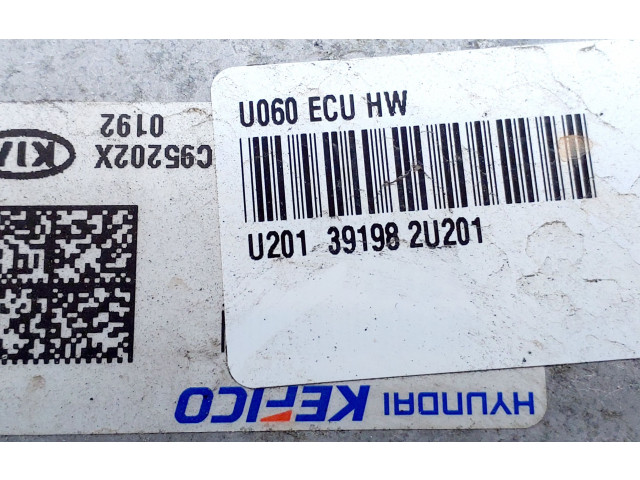 U060 ECU HW
U201 39198 2U201
C95202X
0192
KIA
HYUNDAI KEFICO